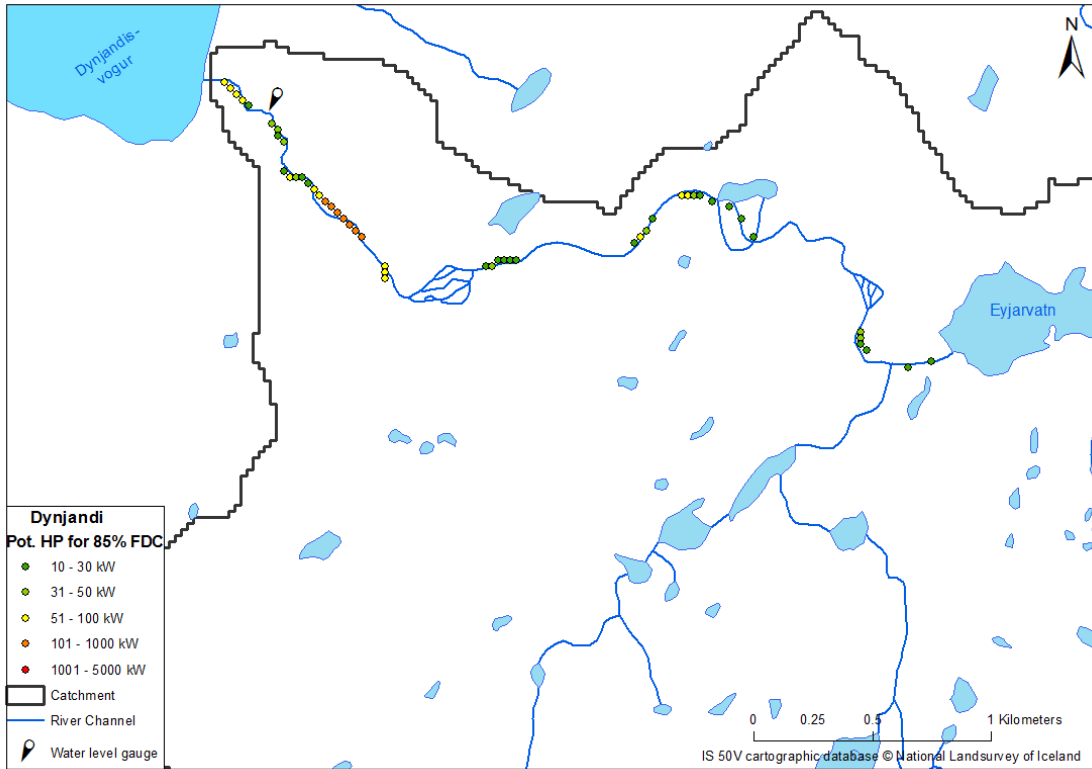 Dynjandis-
vogur
N
Eyjarvatn
Dynjandi
Pot. HP for 85% FDC
10 - 30 kW
31 - 50 kW
51 - 100 kW
101 - 1000 kW
1001 - 5000 kW
Catchment
River Channel
Water level gauge
0 0.25 0.5 1 Kilometers
IS 50V cartographic database © National Landsurvey of Iceland